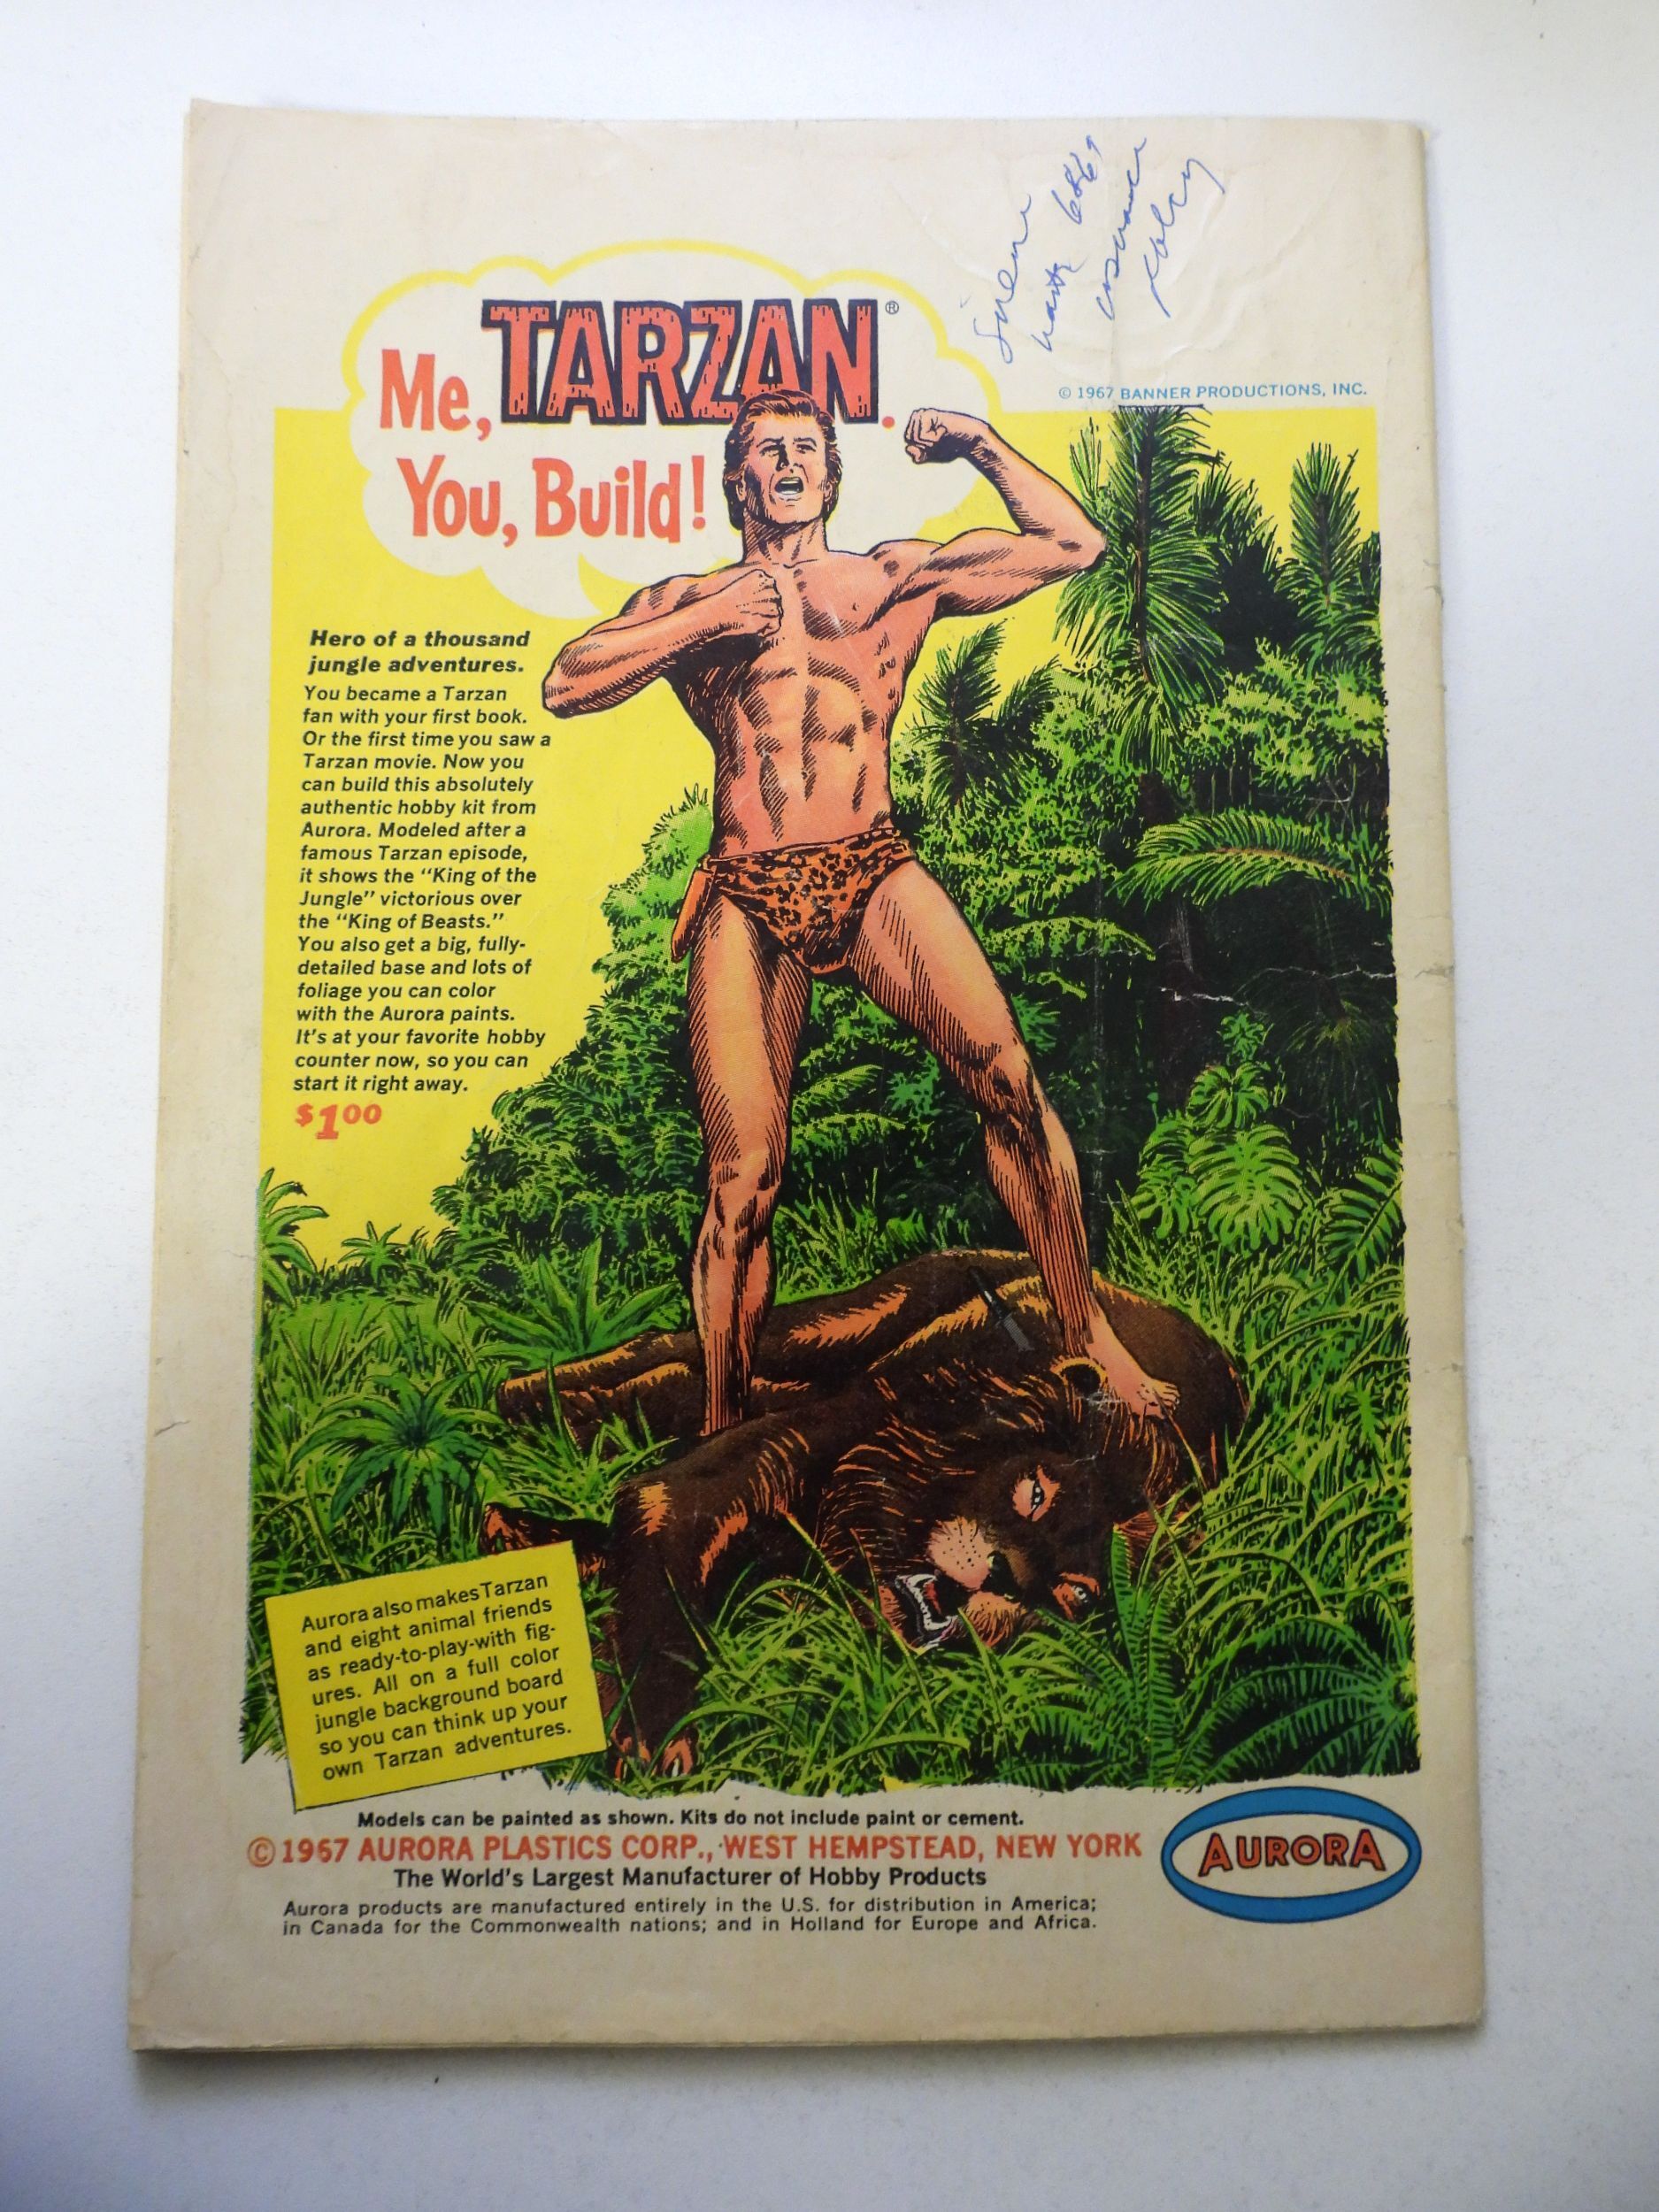 Me, TARZAN®.
You, Build!
© 1967 BANNER PRODUCTIONS, INC.
Hero of a thousand
jungle adventures.
You became a Tarzan
fan with your first book.
Or the first time you saw a
Tarzan movie. Now you
can build this absolutely
authentic hobby kit from
Aurora. Modeled after a
famous Tarzan episode,
it shows the "King of the
Jungle" victorious over
the "King of Beasts."
You also get a big, fully-
detailed base and lots of
foliage you can color
with the Aurora paints.
It's at your favorite hobby
counter now, so you can
start it right away.
$1.00
Aurora also makes Tarzan
and eight animal friends
as ready-to-play-with fig-
ures. All on a full color
jungle background board
so you can think up your
own Tarzan adventures.
Models can be painted as shown. Kits do not include paint or cement.
© 1967 AURORA PLASTICS CORP., WEST HEMPSTEAD, NEW YORK
The World's Largest Manufacturer of Hobby Products
Aurora products are manufactured entirely in the U.S. for distribution in America;
in Canada for the Commonwealth nations; and in Holland for Europe and Africa.
AURORA